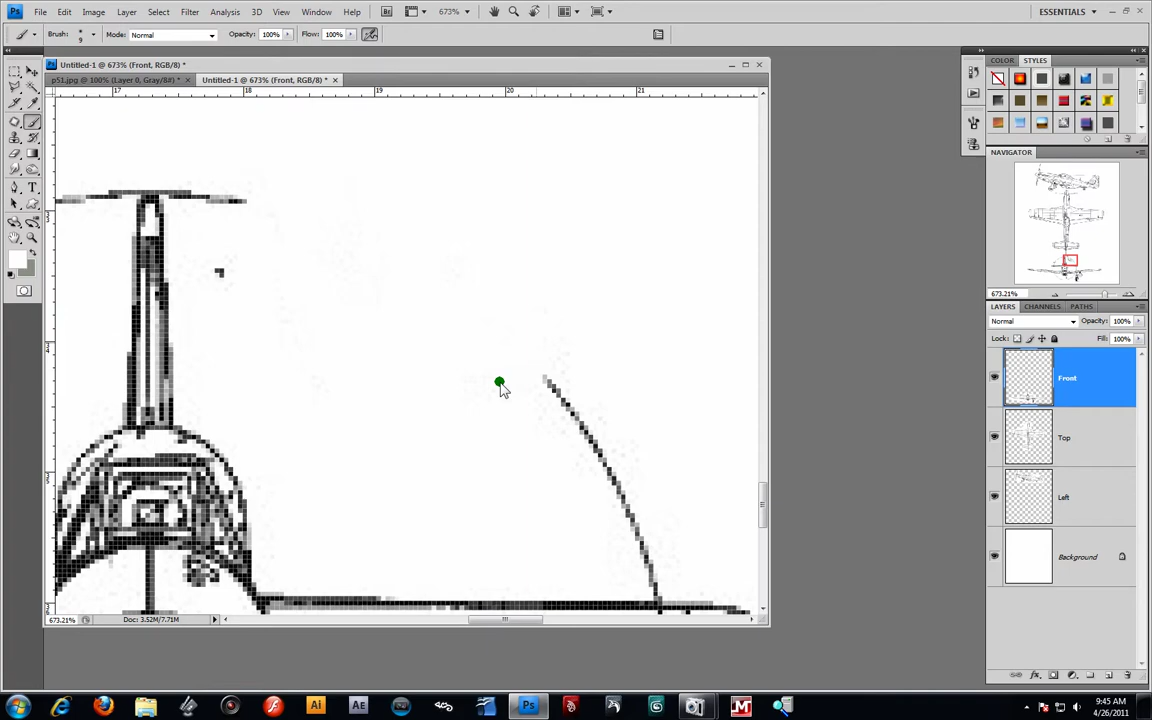 File Edit Image Layer Select Filter Analysis 3D View Window Help 673% ESSENTIALS
Brush: 9 Mode: Normal Opacity: 100% Flow: 100%
Untitled-1 @ 673% (Front, RGB/8) *
p51.jpg @ 100% (Layer 0, Gray/8#) * Untitled-1 @ 673% (Front, RGB/8) *
17 18 19 20 21
COLOR STYLES
NAVIGATOR
673.21%
LAYERS CHANNELS PATHS
Normal Opacity: 100%
Lock: Fill: 100%
Front
Top
Left
Background
673.21% Doc: 3.52M/7.71M
9:45 AM
4/26/2011